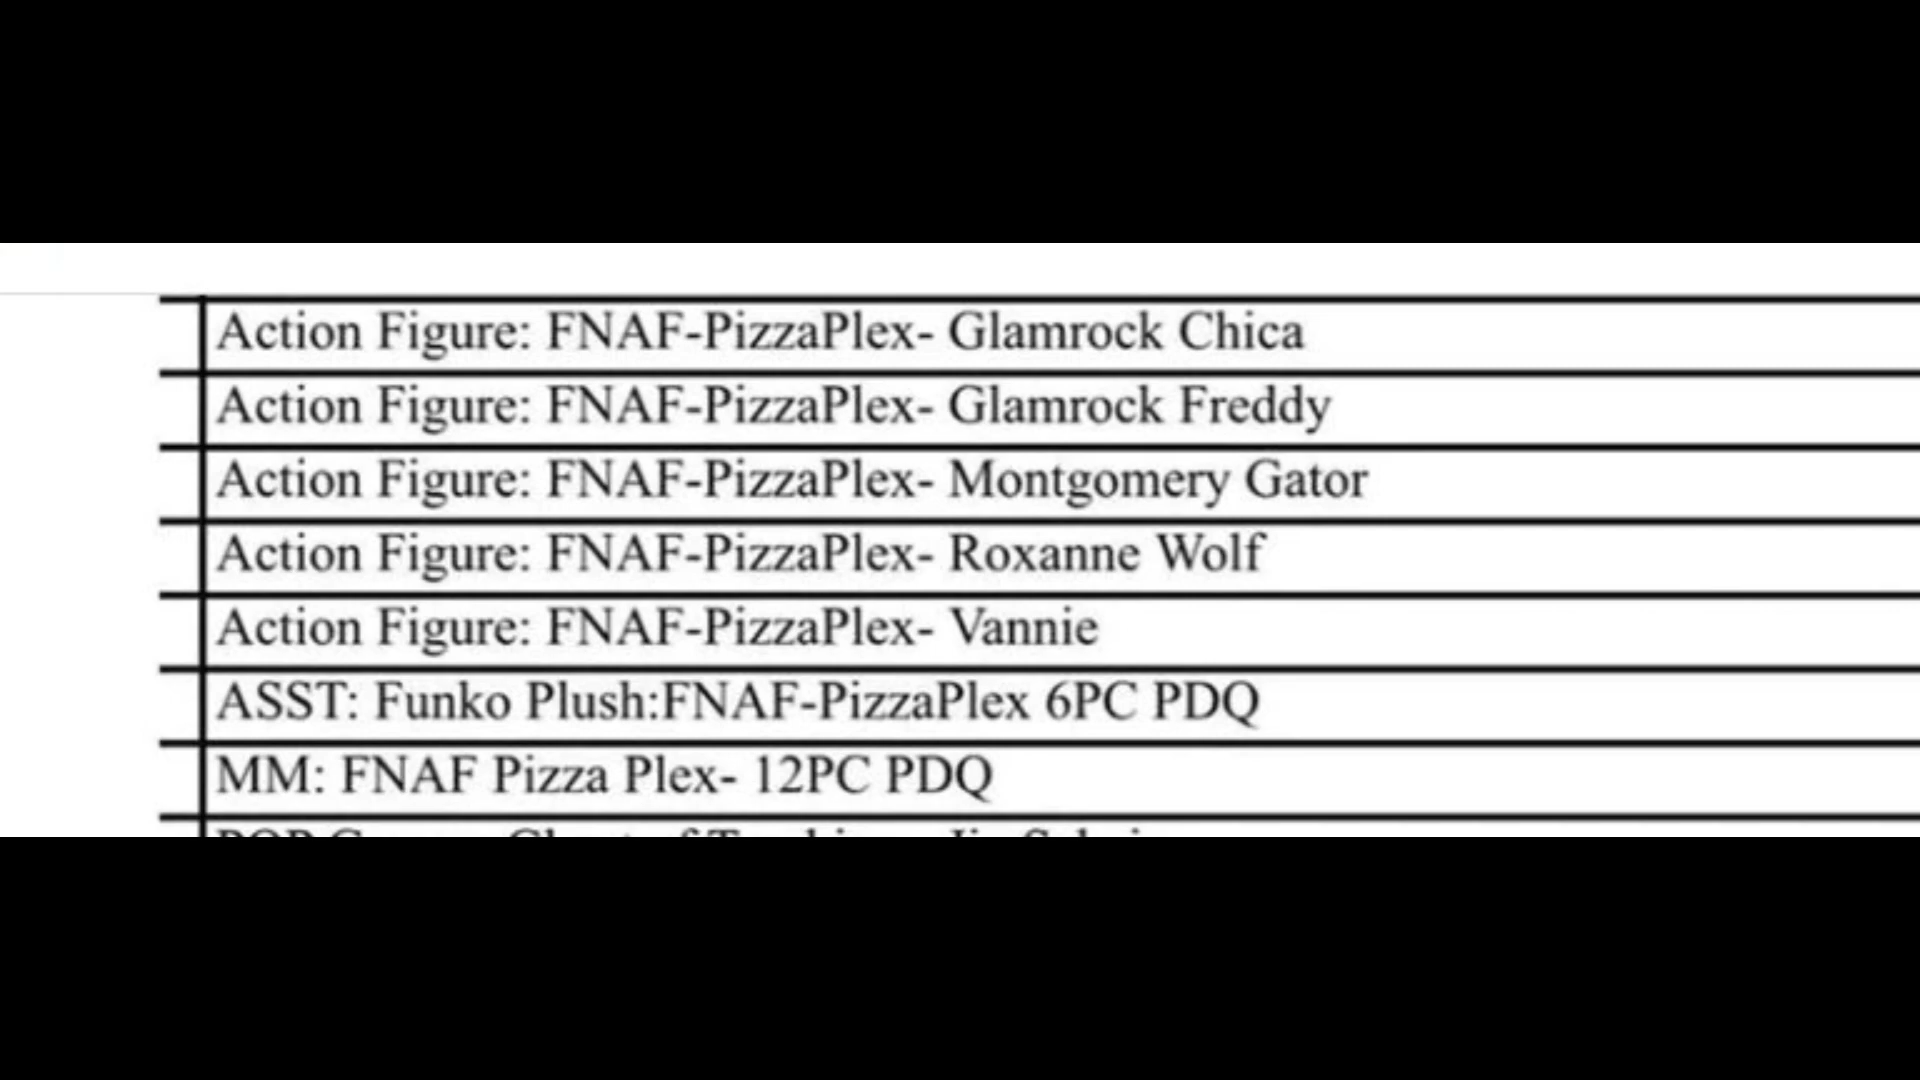 Action Figure: FNAF-PizzaPlex- Glamrock Chica
Action Figure: FNAF-PizzaPlex- Glamrock Freddy
Action Figure: FNAF-PizzaPlex- Montgomery Gator
Action Figure: FNAF-PizzaPlex- Roxanne Wolf
Action Figure: FNAF-PizzaPlex- Vannie
ASST: Funko Plush:FNAF-PizzaPlex 6PC PDQ
MM: FNAF Pizza Plex- 12PC PDQ